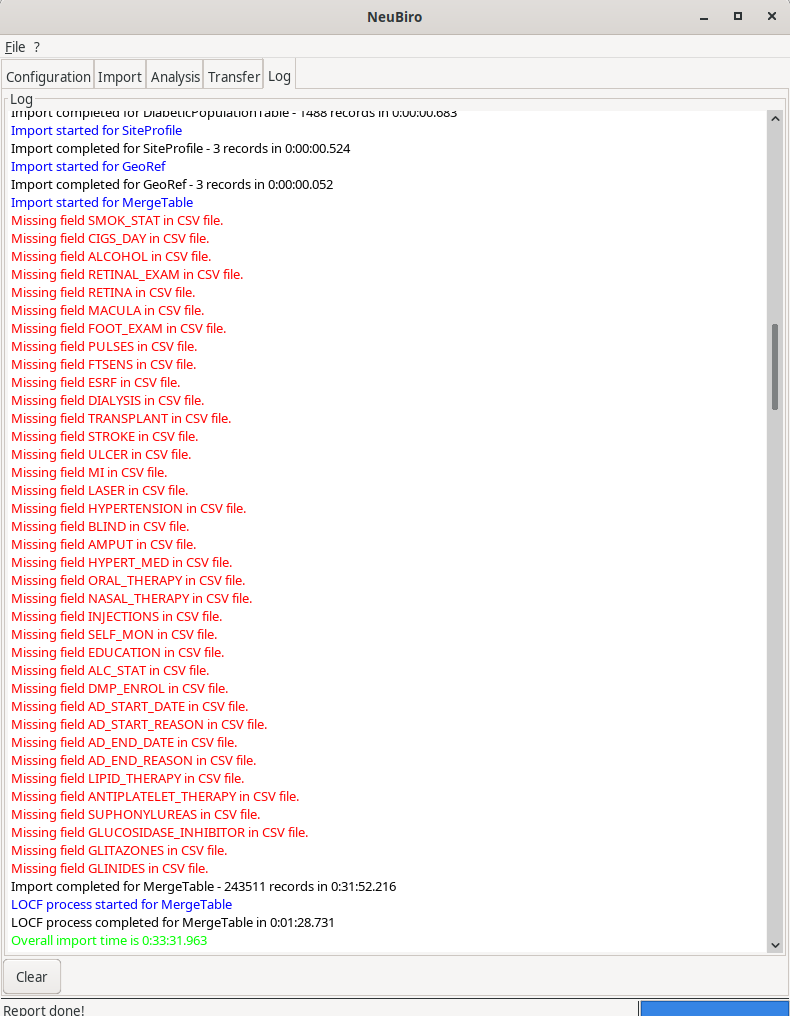 NeuBiro
File ?
Configuration Import Analysis Transfer Log
Log
Import completed for DiabeticPopulationTable - 1488 records in 0:00:00.683
Import started for SiteProfile
Import completed for SiteProfile - 3 records in 0:00:00.524
Import started for GeoRef
Import completed for GeoRef - 3 records in 0:00:00.052
Import started for MergeTable
Missing field SMOK_STAT in CSV file.
Missing field CIGS_DAY in CSV file.
Missing field ALCOHOL in CSV file.
Missing field RETINAL_EXAM in CSV file.
Missing field RETINA in CSV file.
Missing field MACULA in CSV file.
Missing field FOOT_EXAM in CSV file.
Missing field PULSES in CSV file.
Missing field FTSENS in CSV file.
Missing field ESRF in CSV file.
Missing field DIALYSIS in CSV file.
Missing field TRANSPLANT in CSV file.
Missing field STROKE in CSV file.
Missing field ULCER in CSV file.
Missing field MI in CSV file.
Missing field LASER in CSV file.
Missing field HYPERTENSION in CSV file.
Missing field BLIND in CSV file.
Missing field AMPUT in CSV file.
Missing field HYPERT_MED in CSV file.
Missing field ORAL_THERAPY in CSV file.
Missing field NASAL_THERAPY in CSV file.
Missing field INJECTIONS in CSV file.
Missing field SELF_MON in CSV file.
Missing field EDUCATION in CSV file.
Missing field ALC_STAT in CSV file.
Missing field DMP_ENROL in CSV file.
Missing field AD_START_DATE in CSV file.
Missing field AD_START_REASON in CSV file.
Missing field AD_END_DATE in CSV file.
Missing field AD_END_REASON in CSV file.
Missing field LIPID_THERAPY in CSV file.
Missing field ANTIPLATELET_THERAPY in CSV file.
Missing field SUPHONYLUREAS in CSV file.
Missing field GLUCOSIDASE_INHIBITOR in CSV file.
Missing field GLITAZONES in CSV file.
Missing field GLINIDES in CSV file.
Import completed for MergeTable - 243511 records in 0:31:52.216
LOCF process started for MergeTable
LOCF process completed for MergeTable in 0:01:28.731
Overall import time is 0:33:31.963
Clear
Report done!